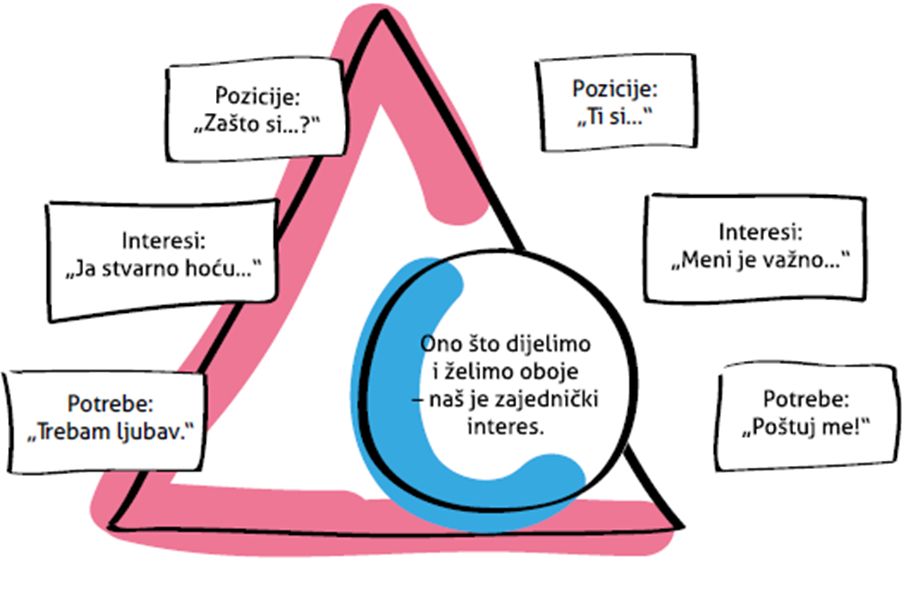 Pozicije:
„Zašto si...?“
Pozicije:
„Ti si...“
Interesi:
„Ja stvarno hoću...“
Interesi:
„Meni je važno...“
Ono što dijelimo
i želimo oboje
– naš je zajednički
interes.
Potrebe:
„Trebam ljubav.“
Potrebe:
„Poštuj me!“